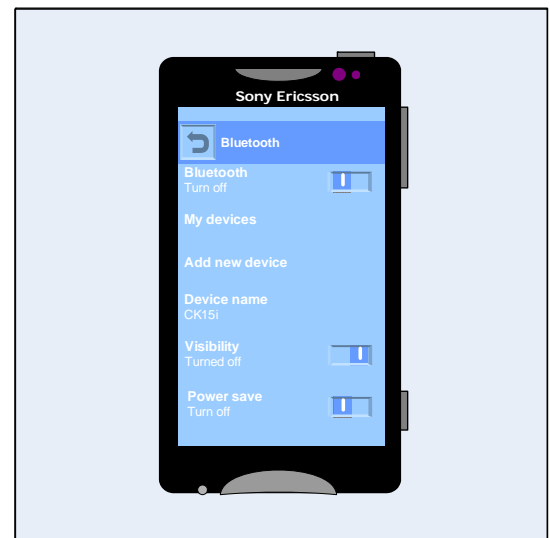 Sony Ericsson
Bluetooth
Bluetooth
Turn off
My devices
Add new device
Device name
CK15i
Visibility
Turned off
Power save
Turn off